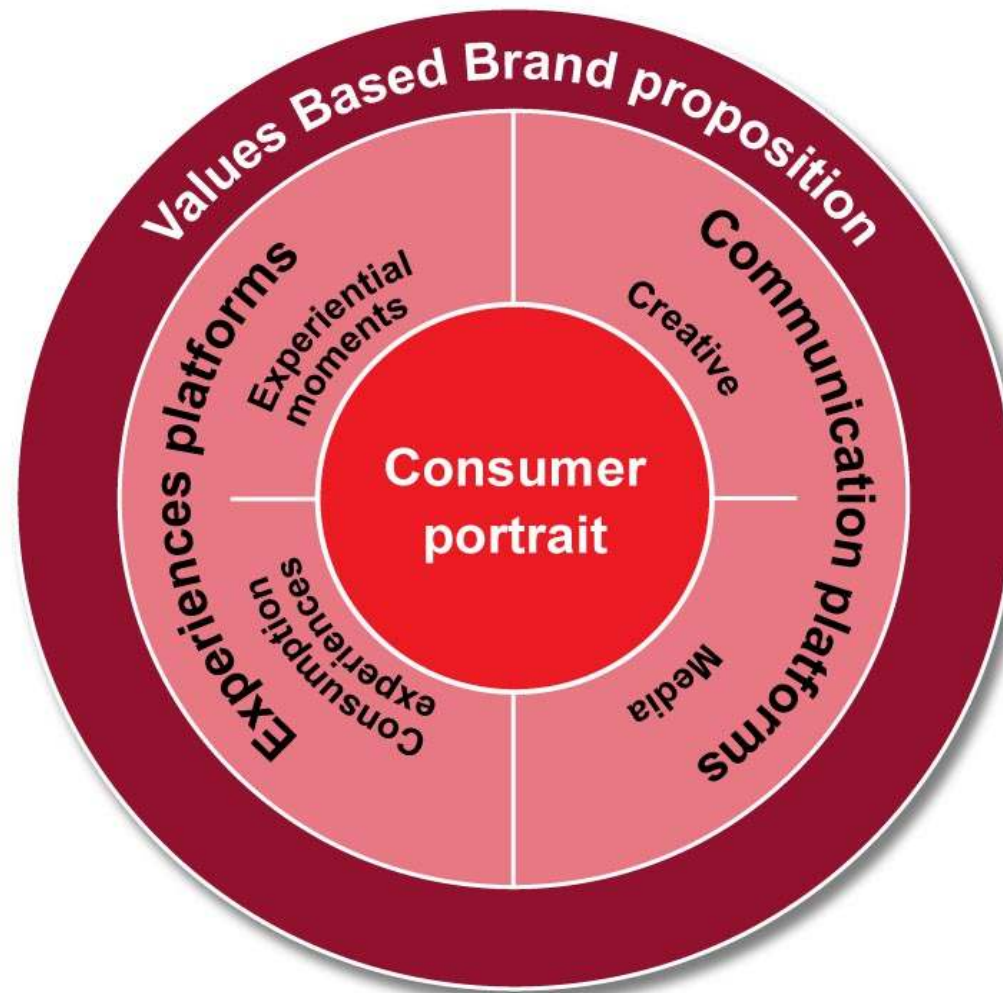 Values Based Brand proposition
Experiences platforms
Experiential
moments
Consumption
experiences
Communication platforms
Creative
Media
Consumer
portrait